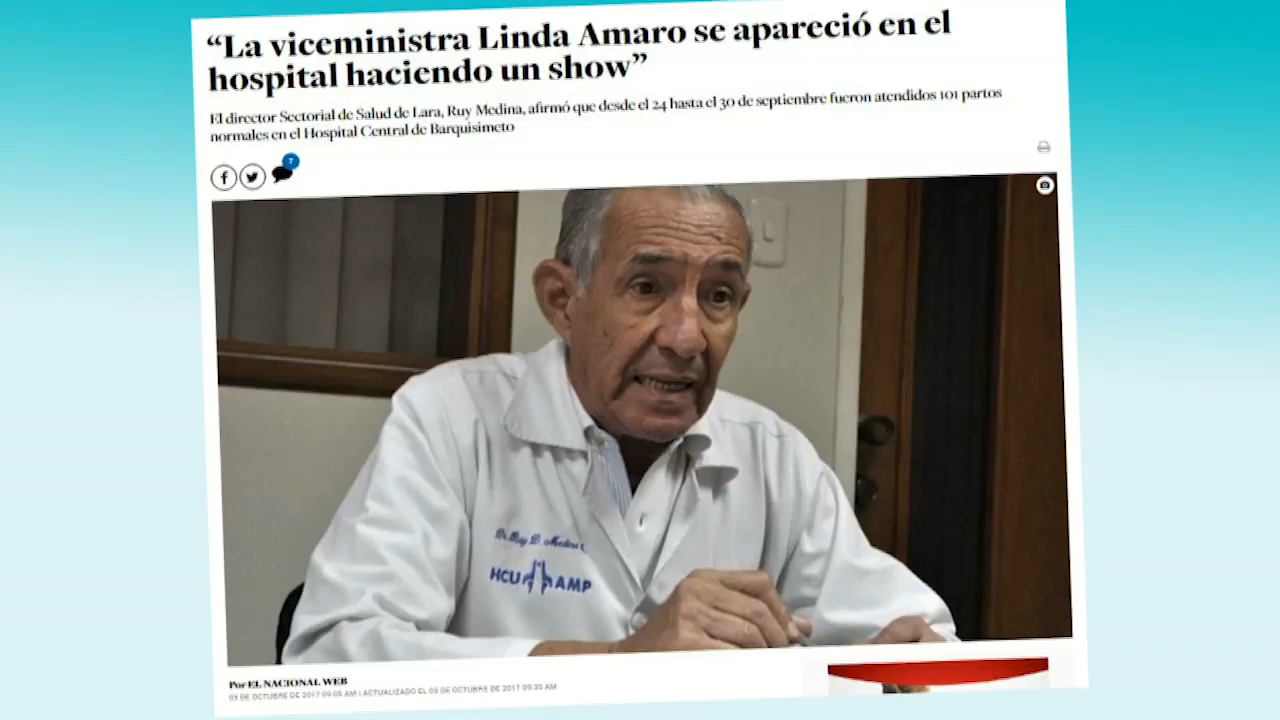 “La viceministra Linda Amaro se apareció en el
hospital haciendo un show”
El director Sectorial de Salud de Lara, Ruy Medina, afirmó que desde el 24 hasta el 30 de septiembre fueron atendidos 101 partos
normales en el Hospital Central de Barquisimeto
7
Dr. Ruy D. Medina
HCU AMP
Por EL NACIONAL WEB
03 DE OCTUBRE DE 2017 09:05 AM | ACTUALIZADO EL 03 DE OCTUBRE DE 2017 09:20 AM